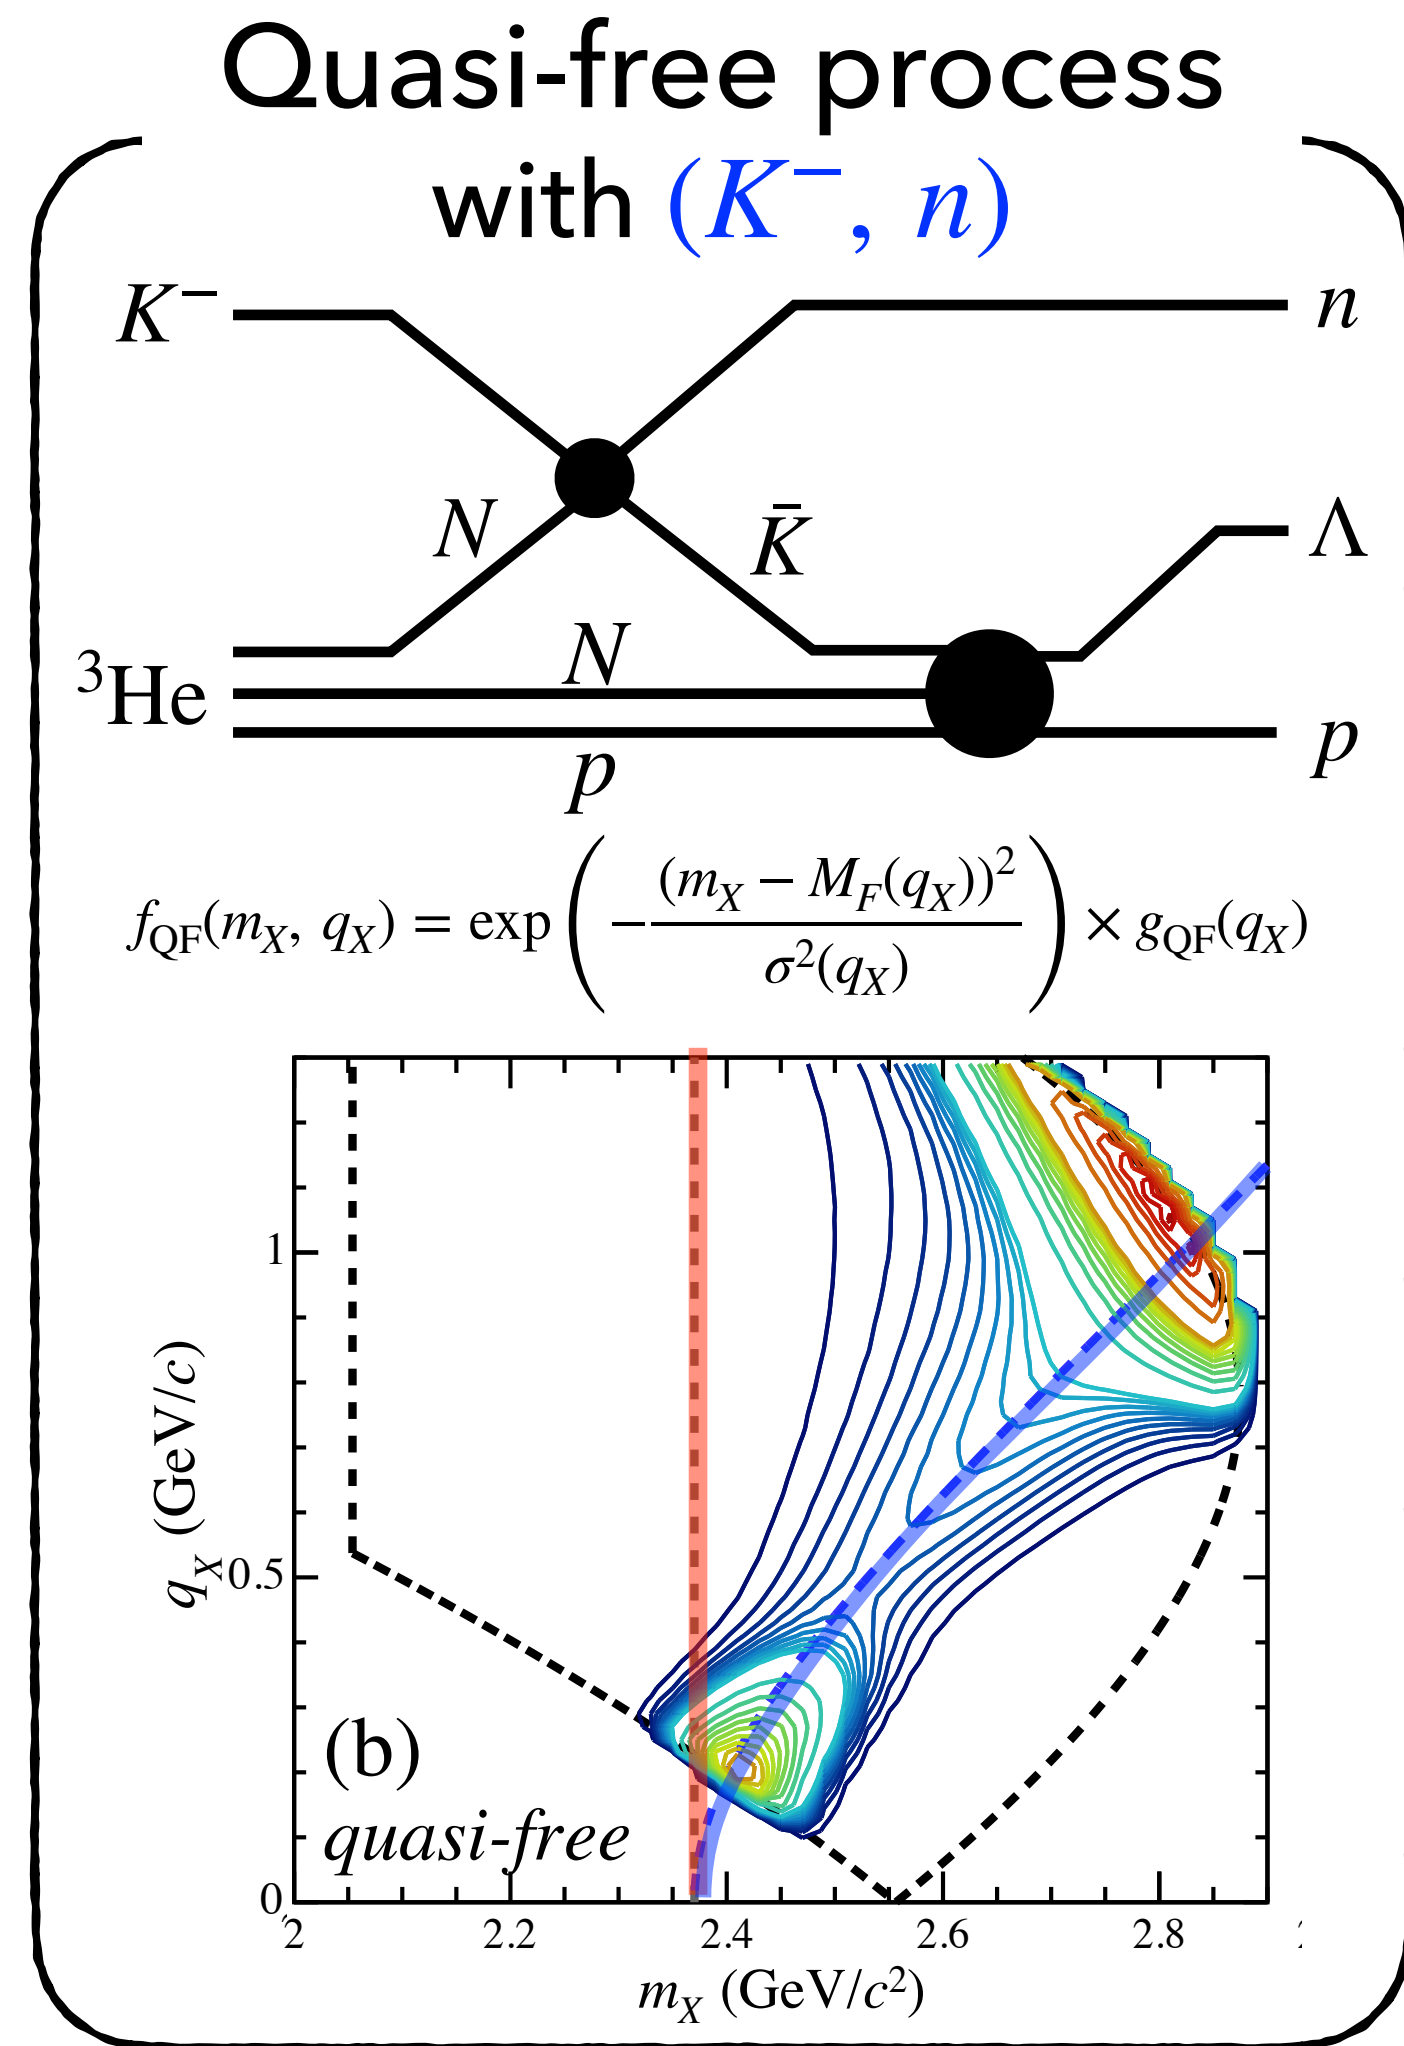 Quasi-free process
with (K⁻, n)
K⁻
n
N
K̄
Λ
N
³He
p
p
f_QF(m_X, q_X) = exp ( − (m_X − M_F(q_X))² / σ²(q_X) ) × g_QF(q_X)
1
0.5
0
q_X (GeV/c)
(b)
quasi-free
2 2.2 2.4 2.6 2.8
m_X (GeV/c²)